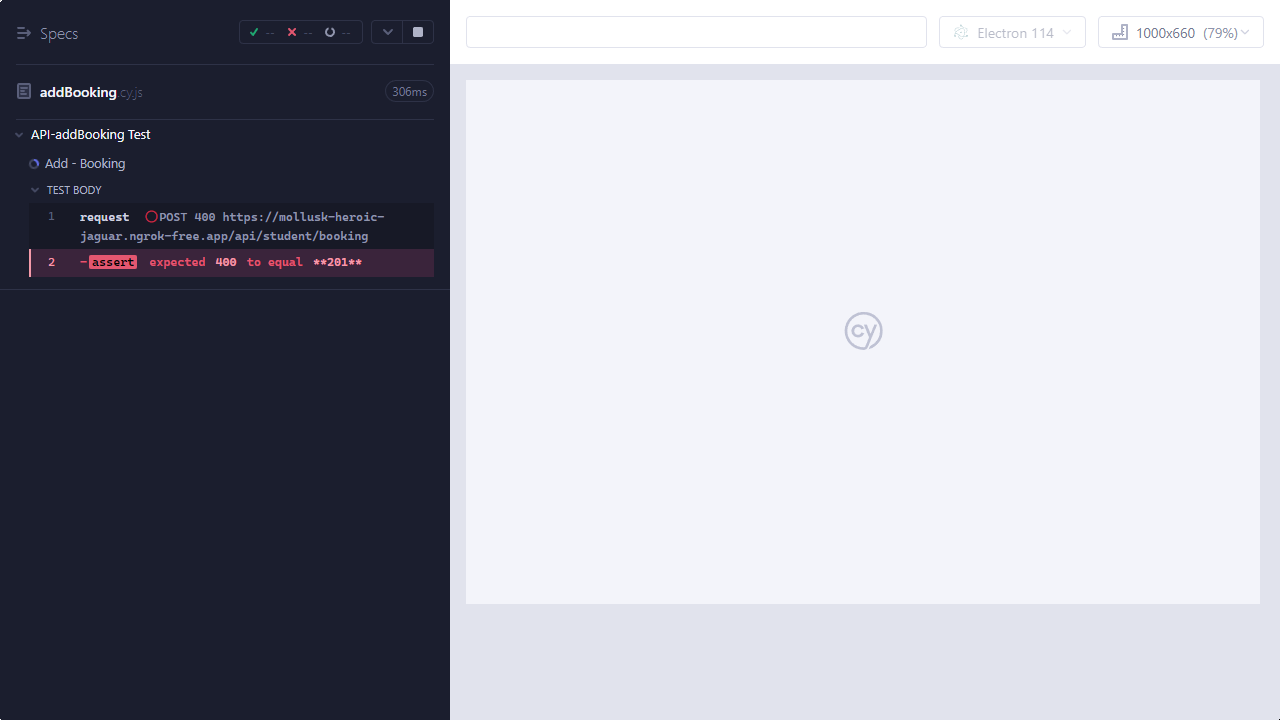 Specs
-- -- --
addBooking.cy.js 306ms
API-addBooking Test
Add - Booking
TEST BODY
1 request POST 400 https://mollusk-heroic-
jaguar.ngrok-free.app/api/student/booking
2 -assert expected 400 to equal **201**
Electron 114
1000x660 (79%)
cy